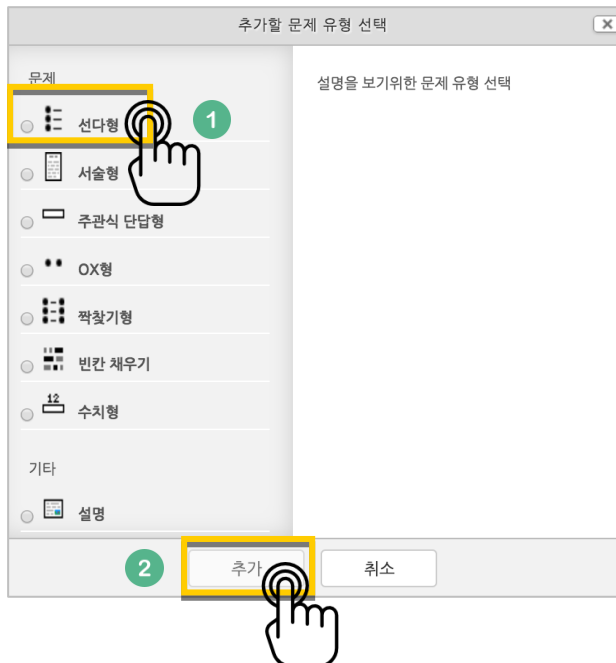 추가할 문제 유형 선택
x
문제
설명을 보기위한 문제 유형 선택
선다형
1
서술형
주관식 단답형
OX형
짝찾기형
빈칸 채우기
12
수치형
기타
설명
2
추가
취소